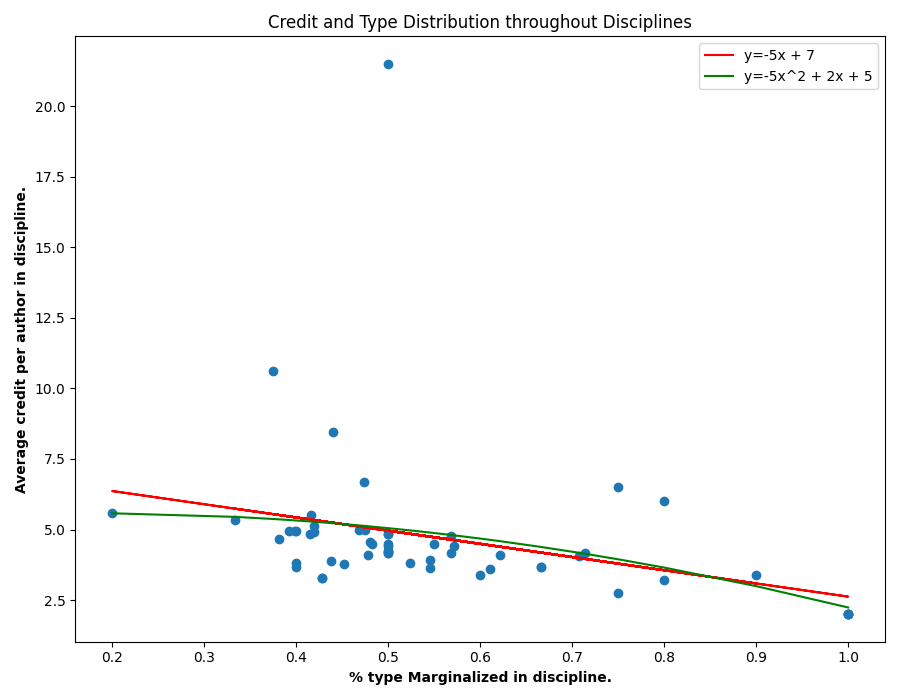 Credit and Type Distribution throughout Disciplines
y=-5x + 7
y=-5x^2 + 2x + 5
20.0
17.5
15.0
12.5
10.0
7.5
5.0
2.5
Average credit per author in discipline.
0.2 0.3 0.4 0.5 0.6 0.7 0.8 0.9 1.0
% type Marginalized in discipline.